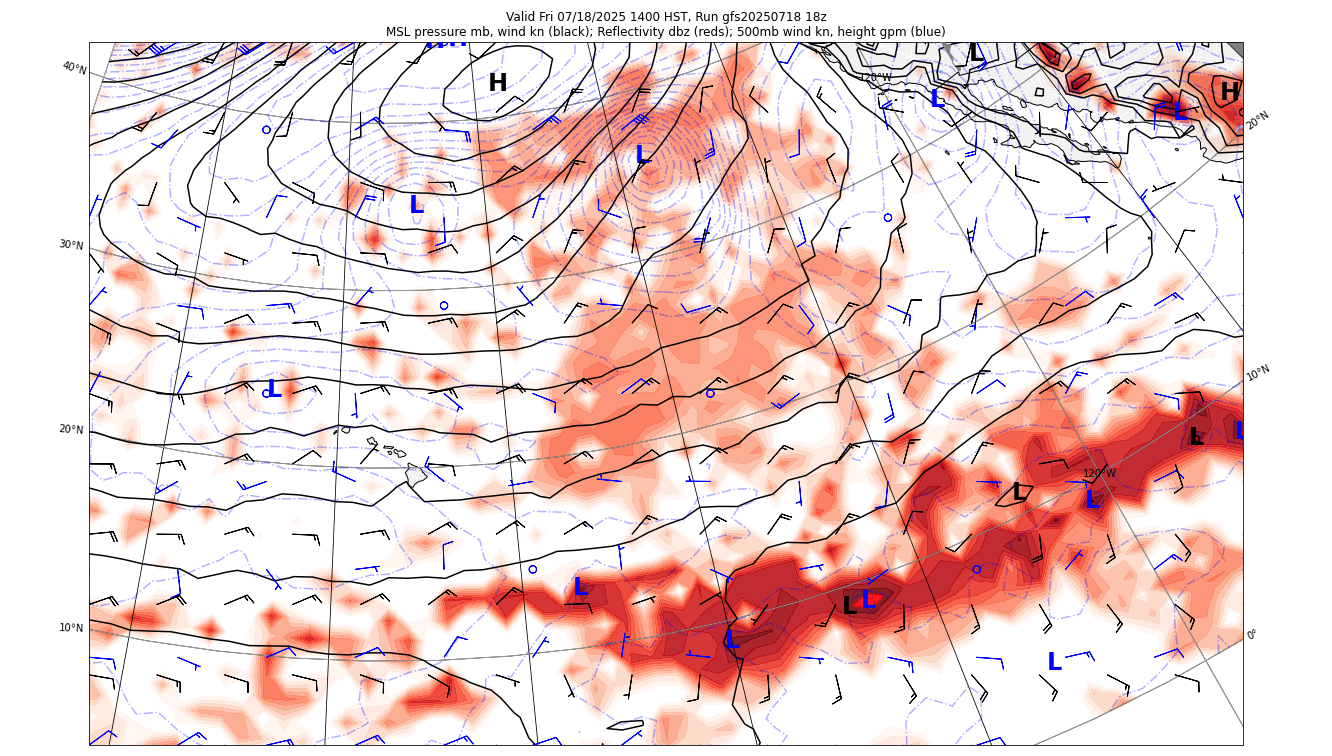 Valid Fri 07/18/2025 1400 HST, Run gfs20250718 18z
MSL pressure mb, wind kn (black); Reflectivity dbz (reds); 500mb wind kn, height gpm (blue)
L
H
40°N
120°W
H
L
L
20°N
L
L
30°N
10°N
L
20°N
L
L
120°W
L
L
L
L
L
10°N
L
0°
L